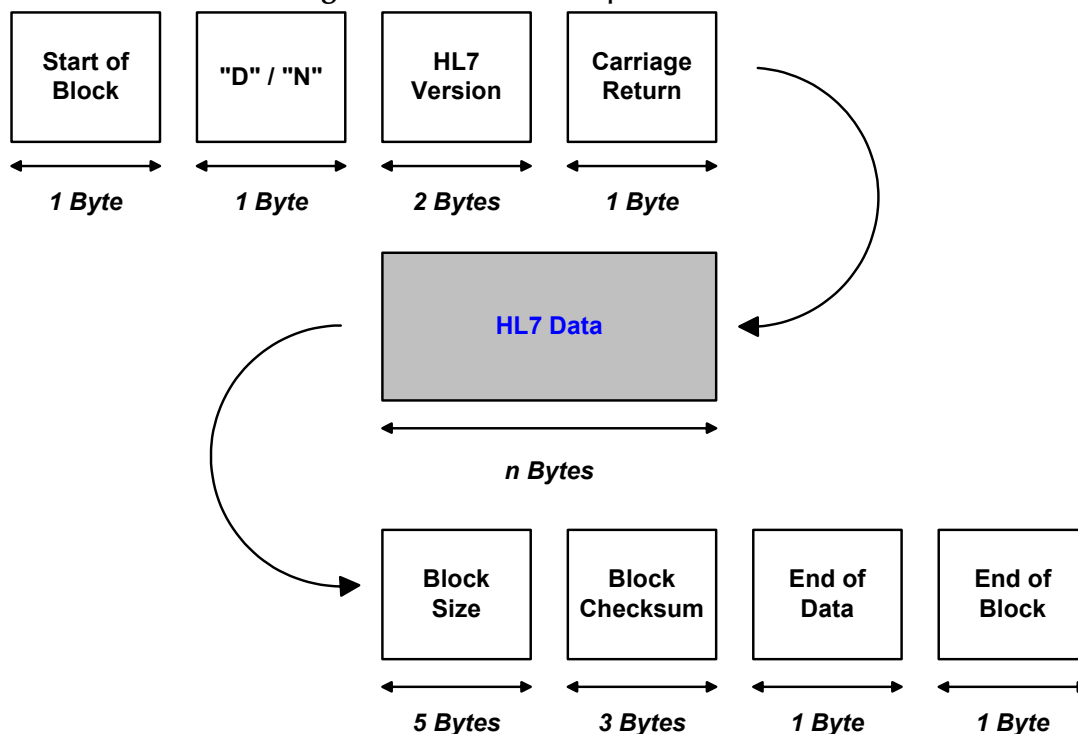 Start of
Block
"D" / "N"
HL7
Version
Carriage
Return
1 Byte
1 Byte
2 Bytes
1 Byte
HL7 Data
n Bytes
Block
Size
Block
Checksum
End of
Data
End of
Block
5 Bytes
3 Bytes
1 Byte
1 Byte